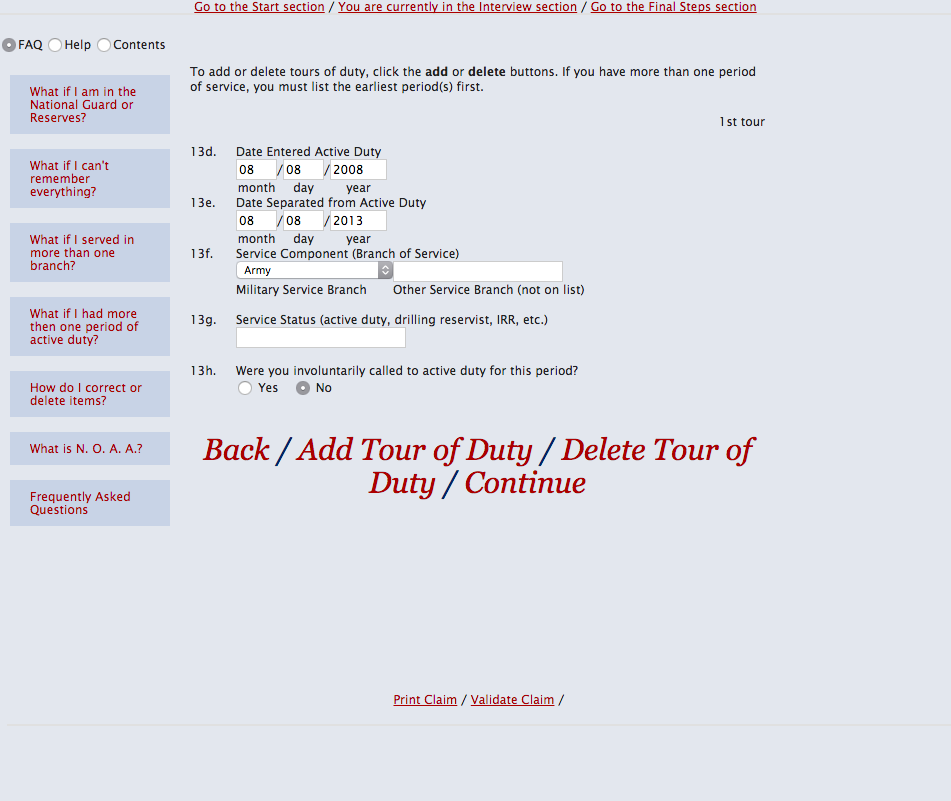 Go to the Start section / You are currently in the Interview section / Go to the Final Steps section
FAQ Help Contents
What if I am in the
National Guard or
Reserves?
What if I can't
remember
everything?
What if I served in
more than one
branch?
What if I had more
then one period of
active duty?
How do I correct or
delete items?
What is N. O. A. A.?
Frequently Asked
Questions
To add or delete tours of duty, click the add or delete buttons. If you have more than one period
of service, you must list the earliest period(s) first.
1st tour
13d. Date Entered Active Duty
08 / 08 / 2008
month day year
13e. Date Separated from Active Duty
08 / 08 / 2013
month day year
13f. Service Component (Branch of Service)
Army
Military Service Branch Other Service Branch (not on list)
13g. Service Status (active duty, drilling reservist, IRR, etc.)
13h. Were you involuntarily called to active duty for this period?
Yes No
Back / Add Tour of Duty / Delete Tour of
Duty / Continue
Print Claim / Validate Claim /